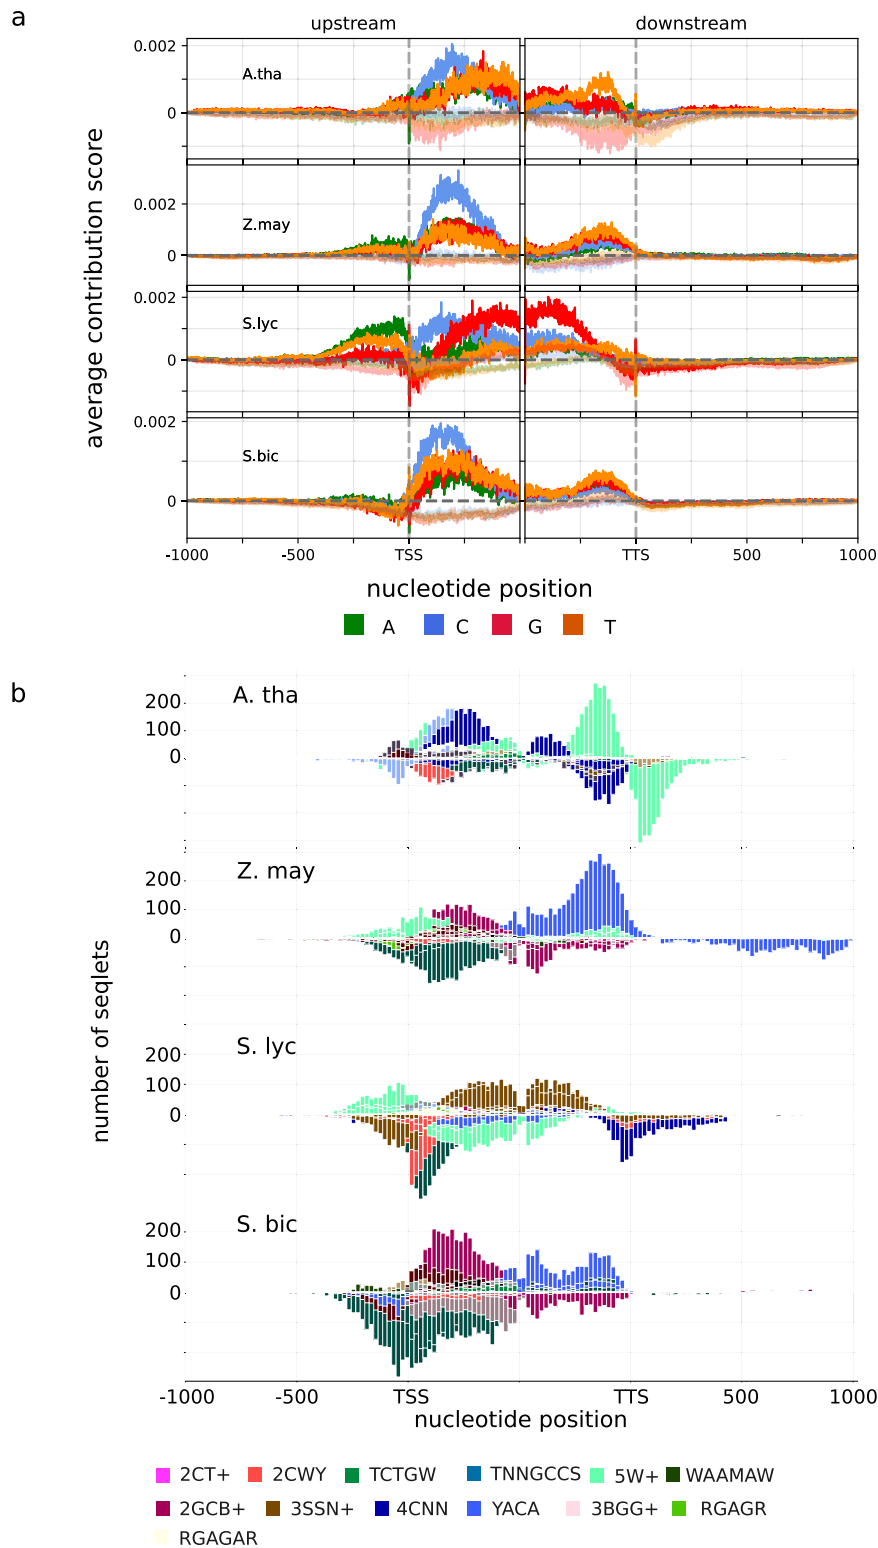 a
upstream downstream
0.002
0
A.tha
0.002
0
Z.may
0.002
0
S.lyc
0.002
0
S.bic
average contribution score
-1000 -500 TSS TTS 500 1000
nucleotide position
A C G T
b
A. tha
200
100
0
Z. may
200
100
0
S. lyc
200
100
0
S. bic
200
100
0
number of seqlets
-1000 -500 TSS TTS 500 1000
nucleotide position
2CT+ 2CWY TCTGW TNNGCCS 5W+ WAAMAW
2GCB+ 3SSN+ 4CNN YACA 3BGG+ RGAGR
RGAGAR